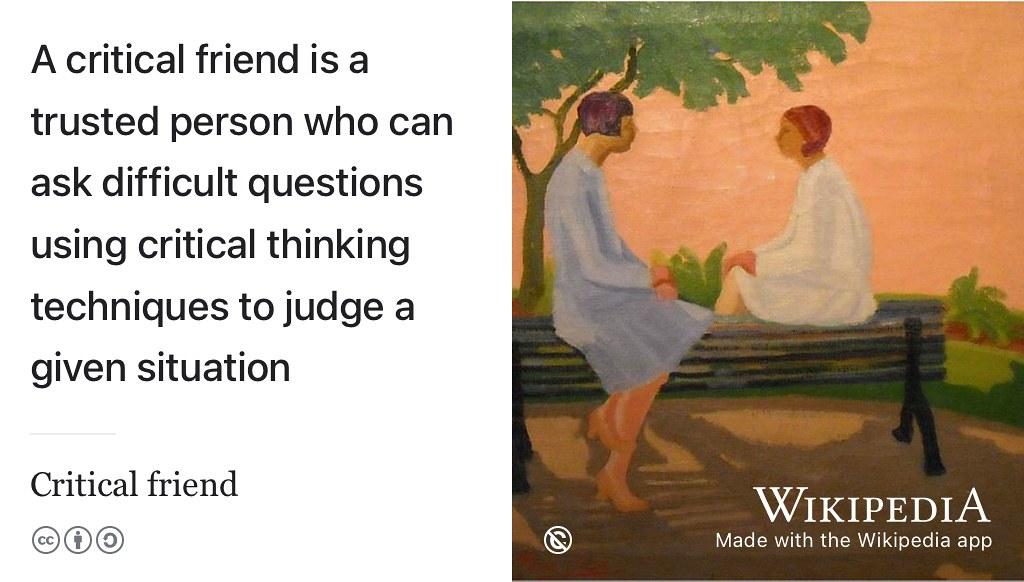 A critical friend is a
trusted person who can
ask difficult questions
using critical thinking
techniques to judge a
given situation
Critical friend
cc
WIKIPEDIA
Made with the Wikipedia app